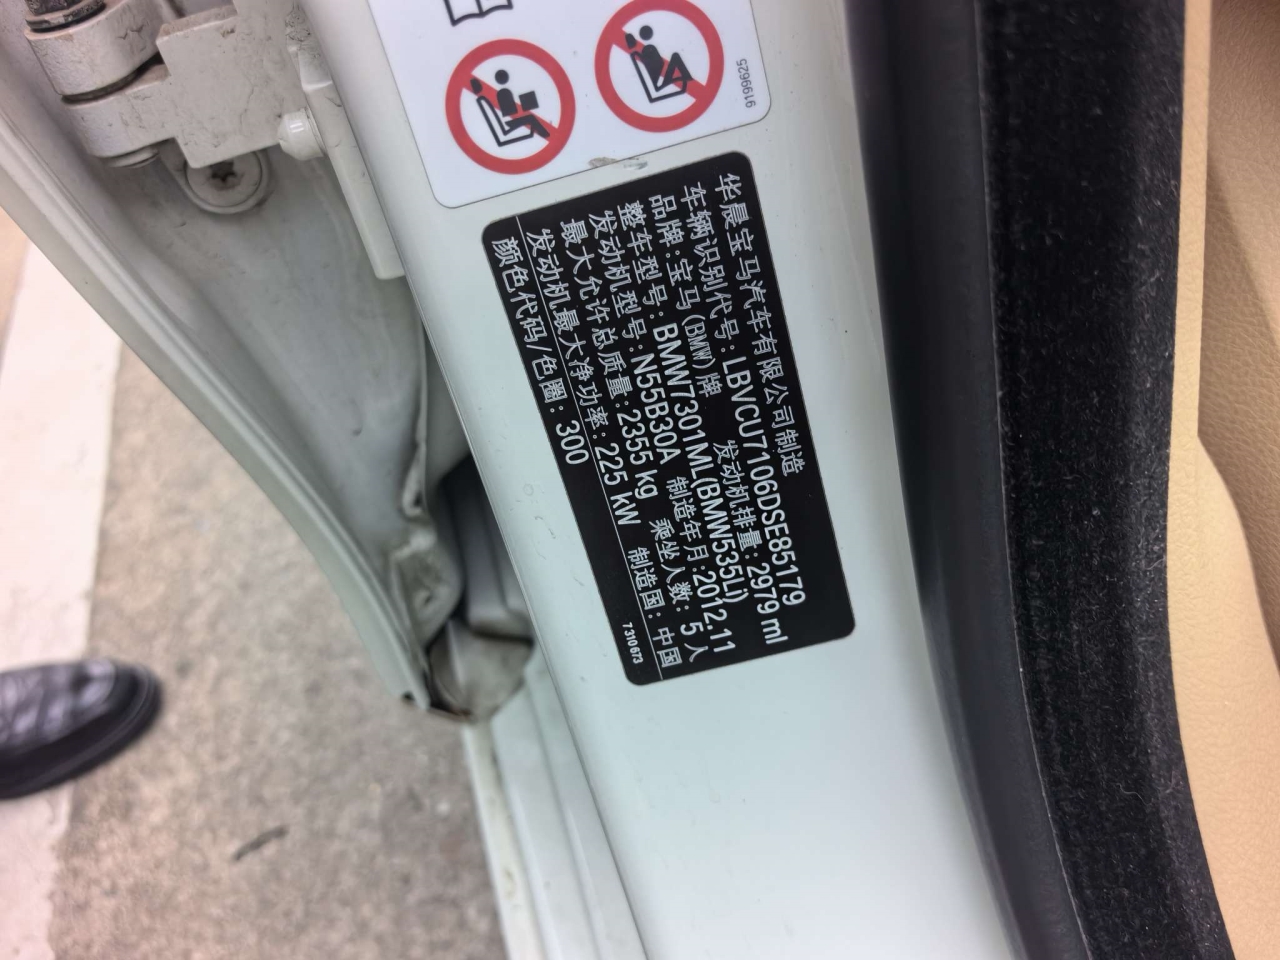 9199625
华晨宝马汽车有限公司制造
车辆识别代号: LBVCU7106DSE85179
品牌: 宝马(BMW)牌 发动机排量: 2979 ml
整车型号: BMW7301ML(BMW535Li)
发动机型号: N55B30A 制造年月: 2012.11
最大允许总质量: 2355 kg 乘坐人数: 5 人
发动机最大净功率: 225 kW 制造国: 中国
颜色代码/色圈: 300 7 310 673